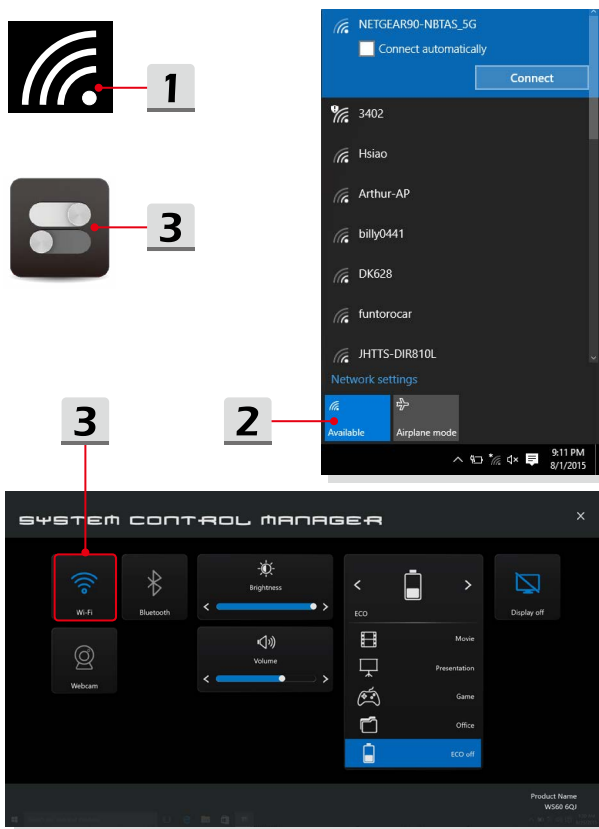 1
3
NETGEAR90-NBTAS_5G
Connect automatically
Connect
3402
Hsiao
Arthur-AP
billy0441
DK628
funtorocar
JHTTS-DIR810L
Network settings
Available
Airplane mode
2
9:11 PM
8/1/2015
3
SYSTEM CONTROL MANAGER
Wi-Fi
Bluetooth
Brightness
ECO
Display off
Webcam
Volume
Movie
Presentation
Game
Office
ECO off
Product Name
WS60 6QJ